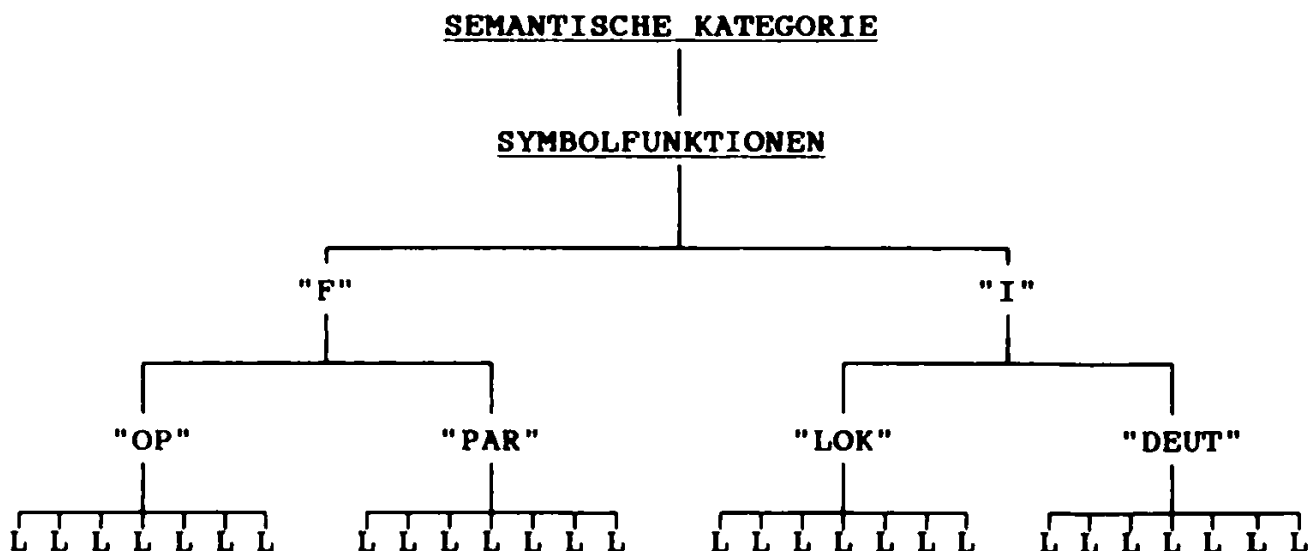 SEMANTISCHE KATEGORIE
SYMBOLFUNKTIONEN
"F" "I"
"OP" "PAR" "LOK" "DEUT"
L L L L L L L L L L L L L L L L L L L L L L L L L L L L